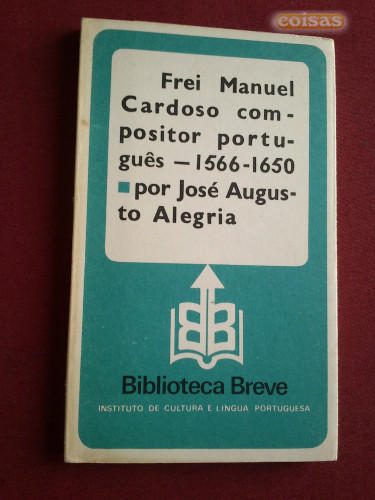 coisas
Frei Manuel
Cardoso com-
positor portu-
guês — 1566-1650
por José Augus-
to Alegria
BB
Biblioteca Breve
INSTITUTO DE CULTURA E LÍNGUA PORTUGUESA